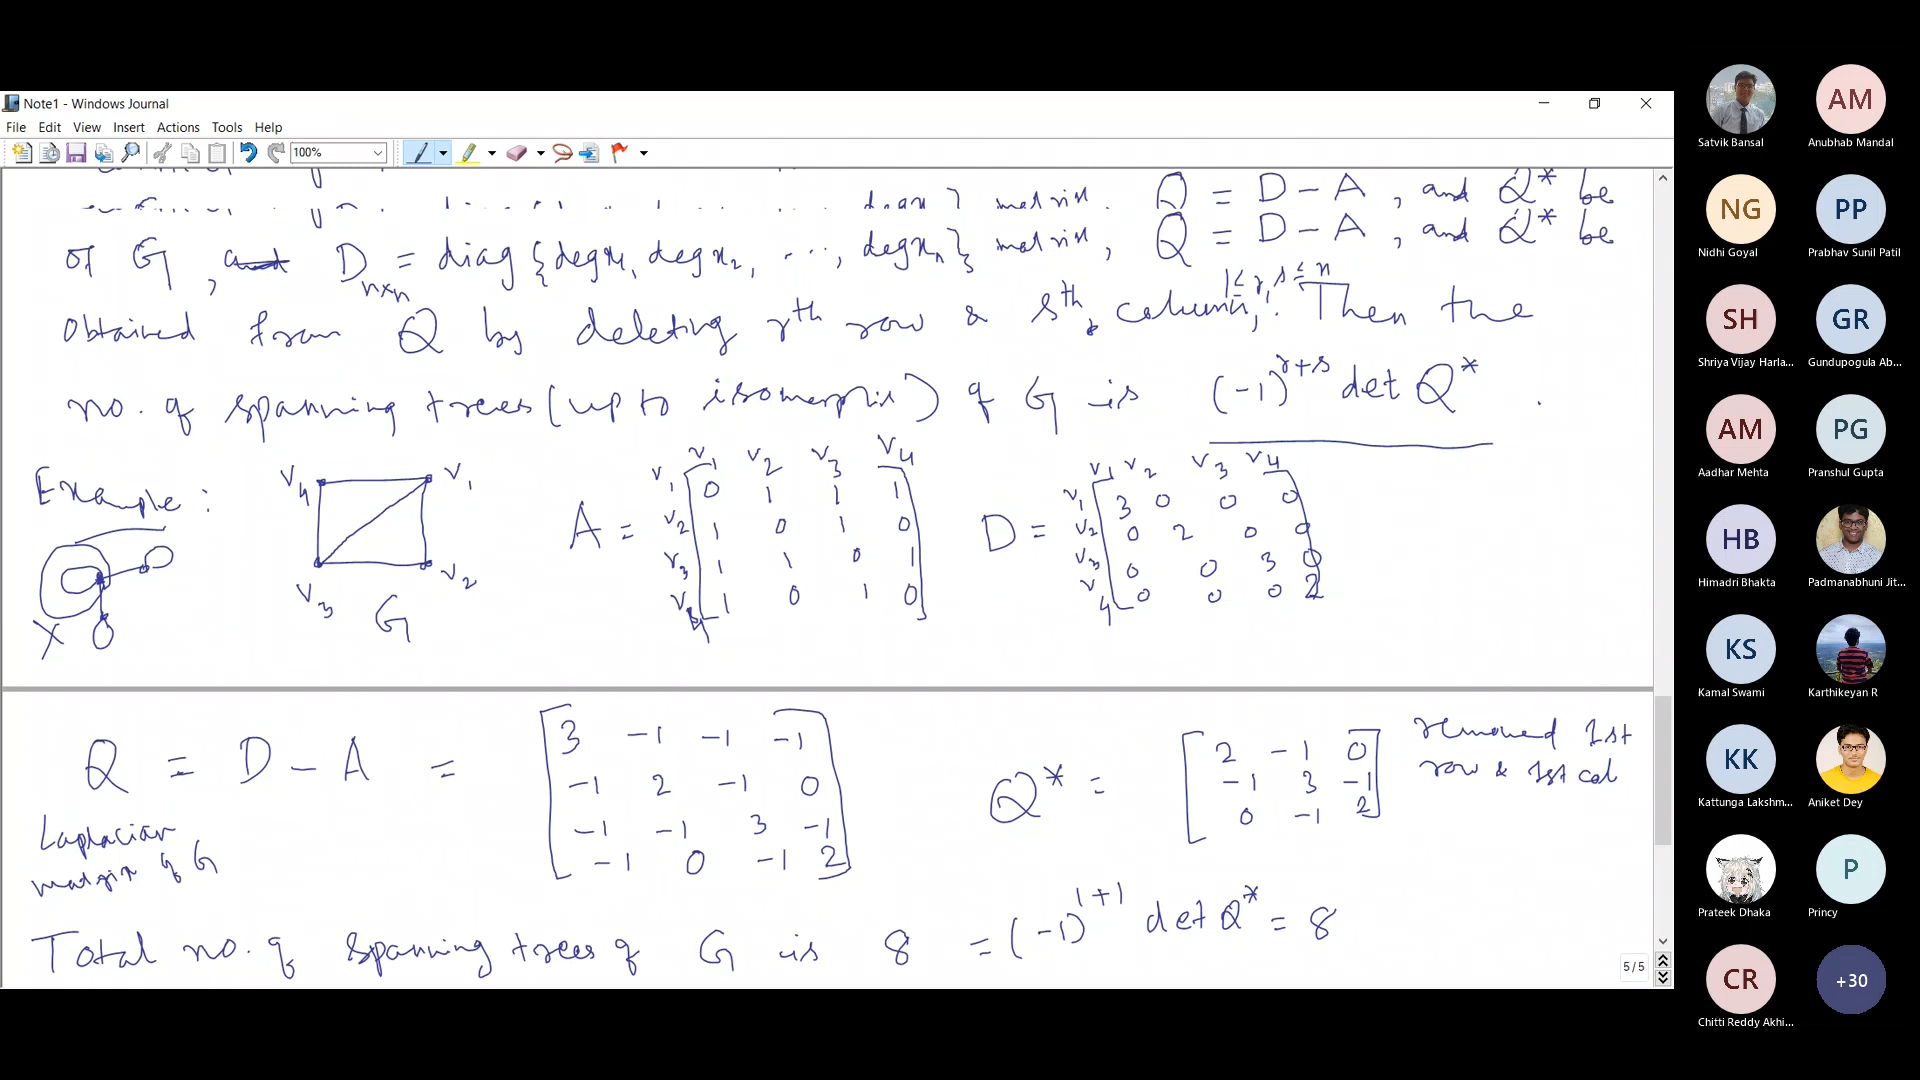 Note1 - Windows Journal
File Edit View Insert Actions Tools Help
100%
Q = D - A , and Q* be
of G, D n×n = diag {deg x1, deg x2, ..., deg xn} matrix, Q = D - A , and Q* be
obtained from Q by deleting rth row & sth column, 1≤r,s≤n. Then the
no. of spanning trees (up to isomorphis) of G is (-1)^{r+s} det Q* .
Example :
v4 v1
v3 v2
G
X
A =
v1 v2 v3 v4
v1 0 1 1 1
v2 1 0 1 0
v3 1 1 0 1
v4 1 0 1 0
D =
v1 v2 v3 v4
v1 3 0 0 0
v2 0 2 0 0
v3 0 0 3 0
v4 0 0 0 2
Q = D - A =
3 -1 -1 -1
-1 2 -1 0
-1 -1 3 -1
-1 0 -1 2
Laplacian
matrix of G
Q* =
2 -1 0
-1 3 -1
0 -1 2
removed 1st
row & 1st col
Total no. of spanning trees of G is 8 = (-1)^{1+1} det Q* = 8
5/5
Satvik Bansal
AM
Anubhab Mandal
NG
Nidhi Goyal
PP
Prabhav Sunil Patil
SH
Shriya Vijay Harla...
GR
Gundupogula Ab...
AM
Aadhar Mehta
PG
Pranshul Gupta
HB
Himadri Bhakta
Padmanabhuni Jit...
KS
Kamal Swami
Karthikeyan R
KK
Kattunga Lakshm...
Aniket Dey
Prateek Dhaka
P
Princy
CR
Chitti Reddy Akhi...
+30